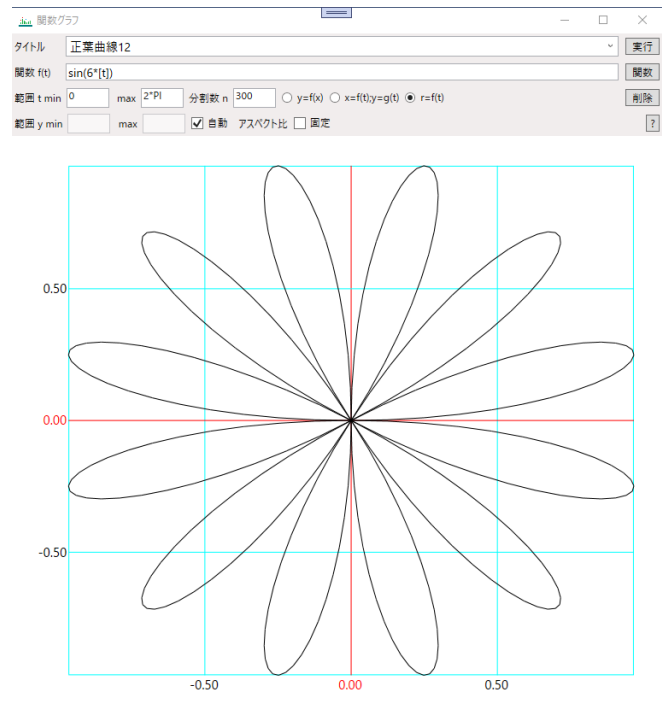 関数グラフ
タイトル 正葉曲線12 実行
関数 f(t) sin(6*[t]) 関数
範囲 t min 0 max 2*PI 分割数 n 300 y=f(x) x=f(t);y=g(t) r=f(t) 削除
範囲 y min max 自動 アスペクト比 固定 ?
0.50
0.00
-0.50
-0.50 0.00 0.50